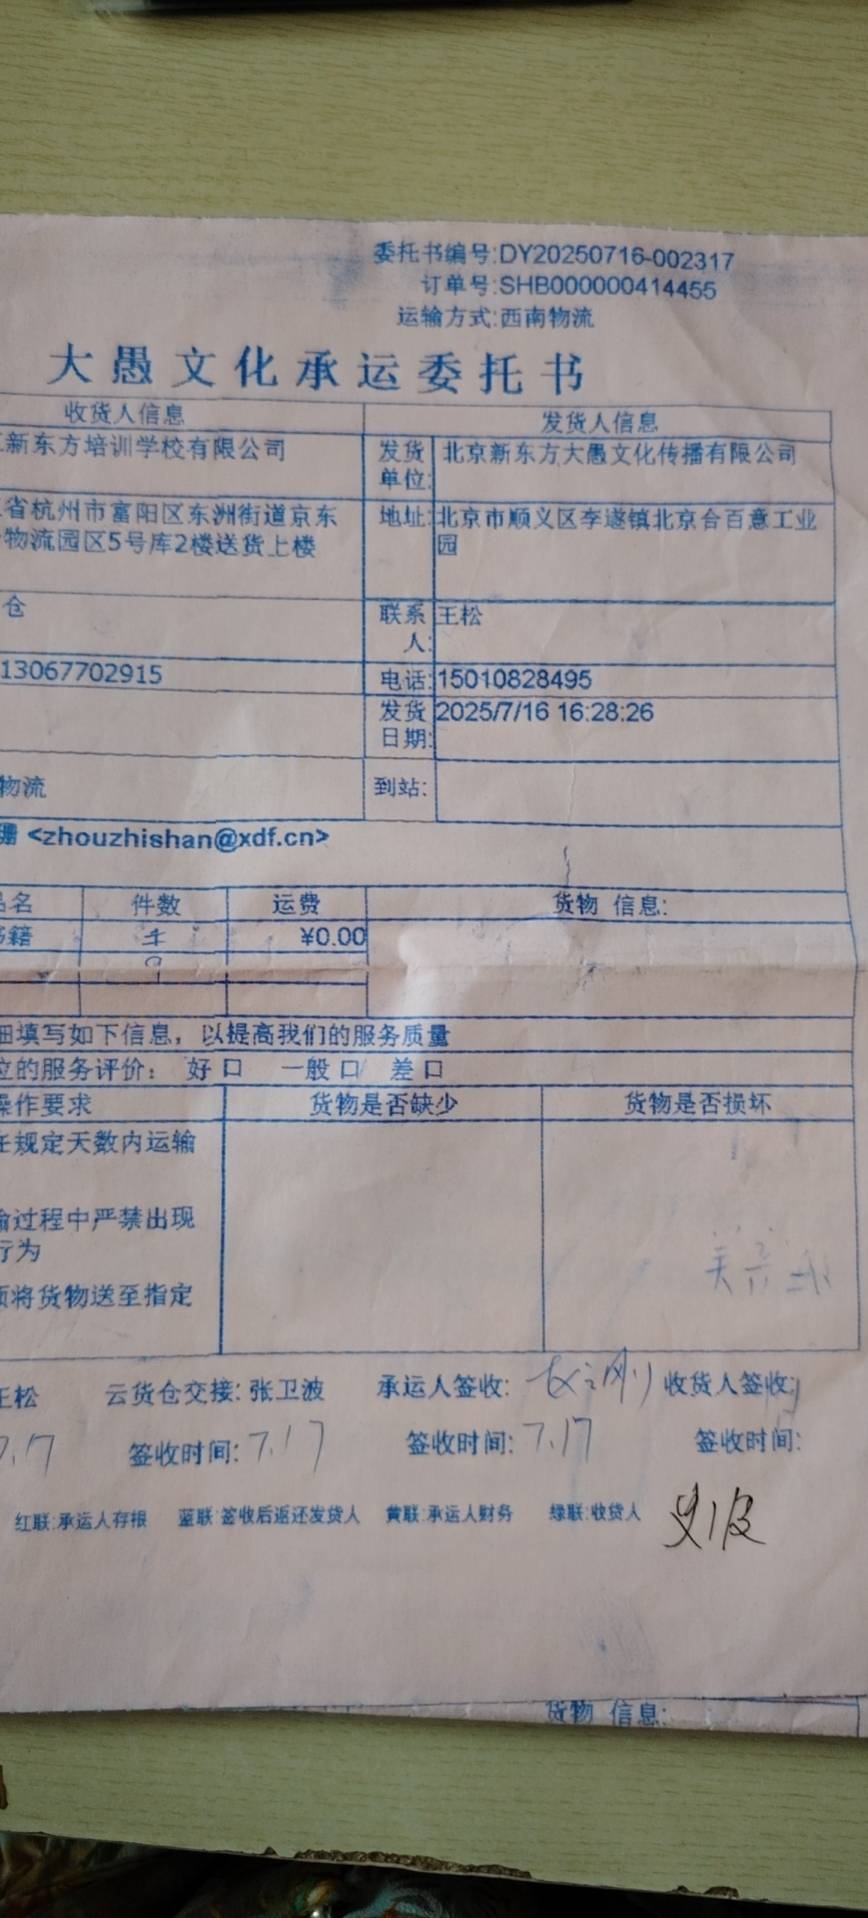 委托书编号:DY20250716-002317
订单号:SHB000000414455
运输方式:西南物流
大愚文化承运委托书
收货人信息 发货人信息
新东方培训学校有限公司 发货单位: 北京新东方大愚文化传播有限公司
省杭州市富阳区东洲街道京东 地址: 北京市顺义区李遂镇北京合百意工业
物流园区5号库2楼送货上楼 园
仓 联系人: 王松
13067702915 电话: 15010828495
发货日期: 2025/7/16 16:28:26
物流 到站:
珊 <zhouzhishan@xdf.cn>
品名 件数 运费 货物 信息:
书籍 ¥0.00
细填写如下信息，以提高我们的服务质量
位的服务评价： 好 口 一般 口 差 口
操作要求 货物是否缺少 货物是否损坏
在规定天数内运输
输过程中严禁出现
行为
须将货物送至指定
王松 云货仓交接: 张卫波 承运人签收: 收货人签收:
7.17 签收时间: 7.17 签收时间: 7.17 签收时间:
红联:承运人存根 蓝联:签收后返还发货人 黄联:承运人财务 绿联:收货人
货物 信息: